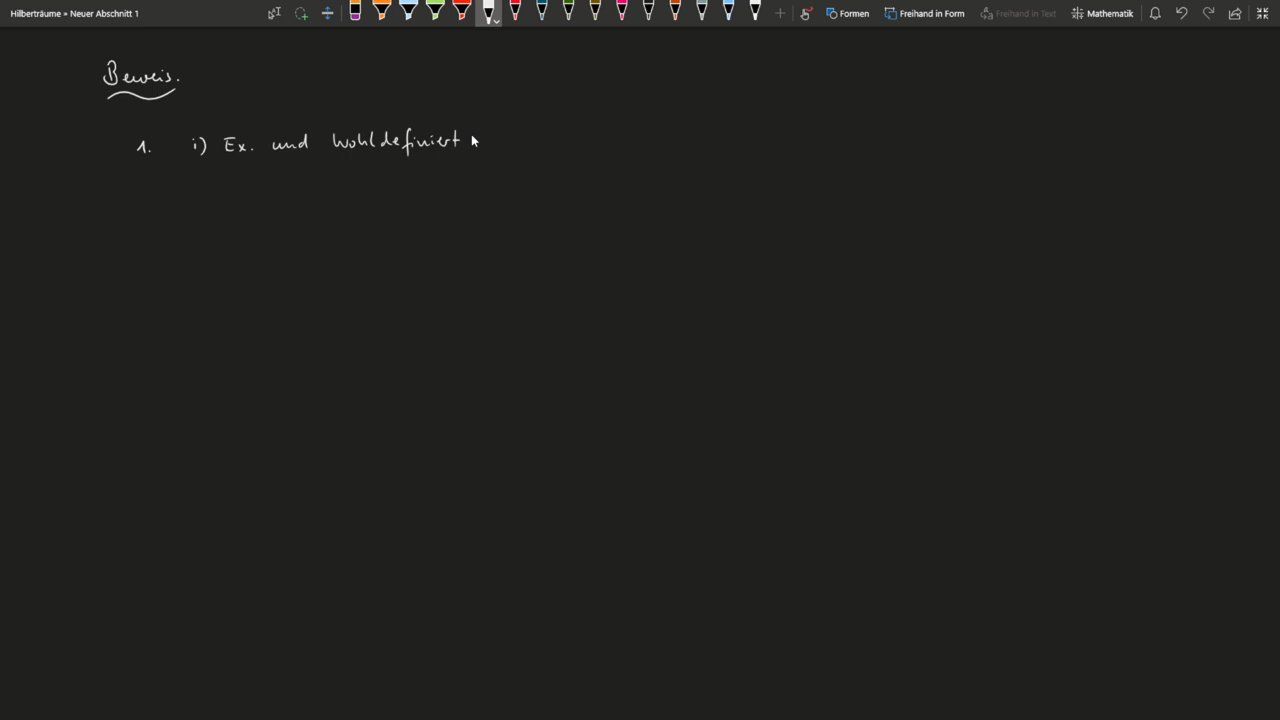 Hilberträume » Neuer Abschnitt 1 Formen Freihand in Form Freihand in Text Mathematik
Beweis.
1. i) Ex. und Wohldefiniert